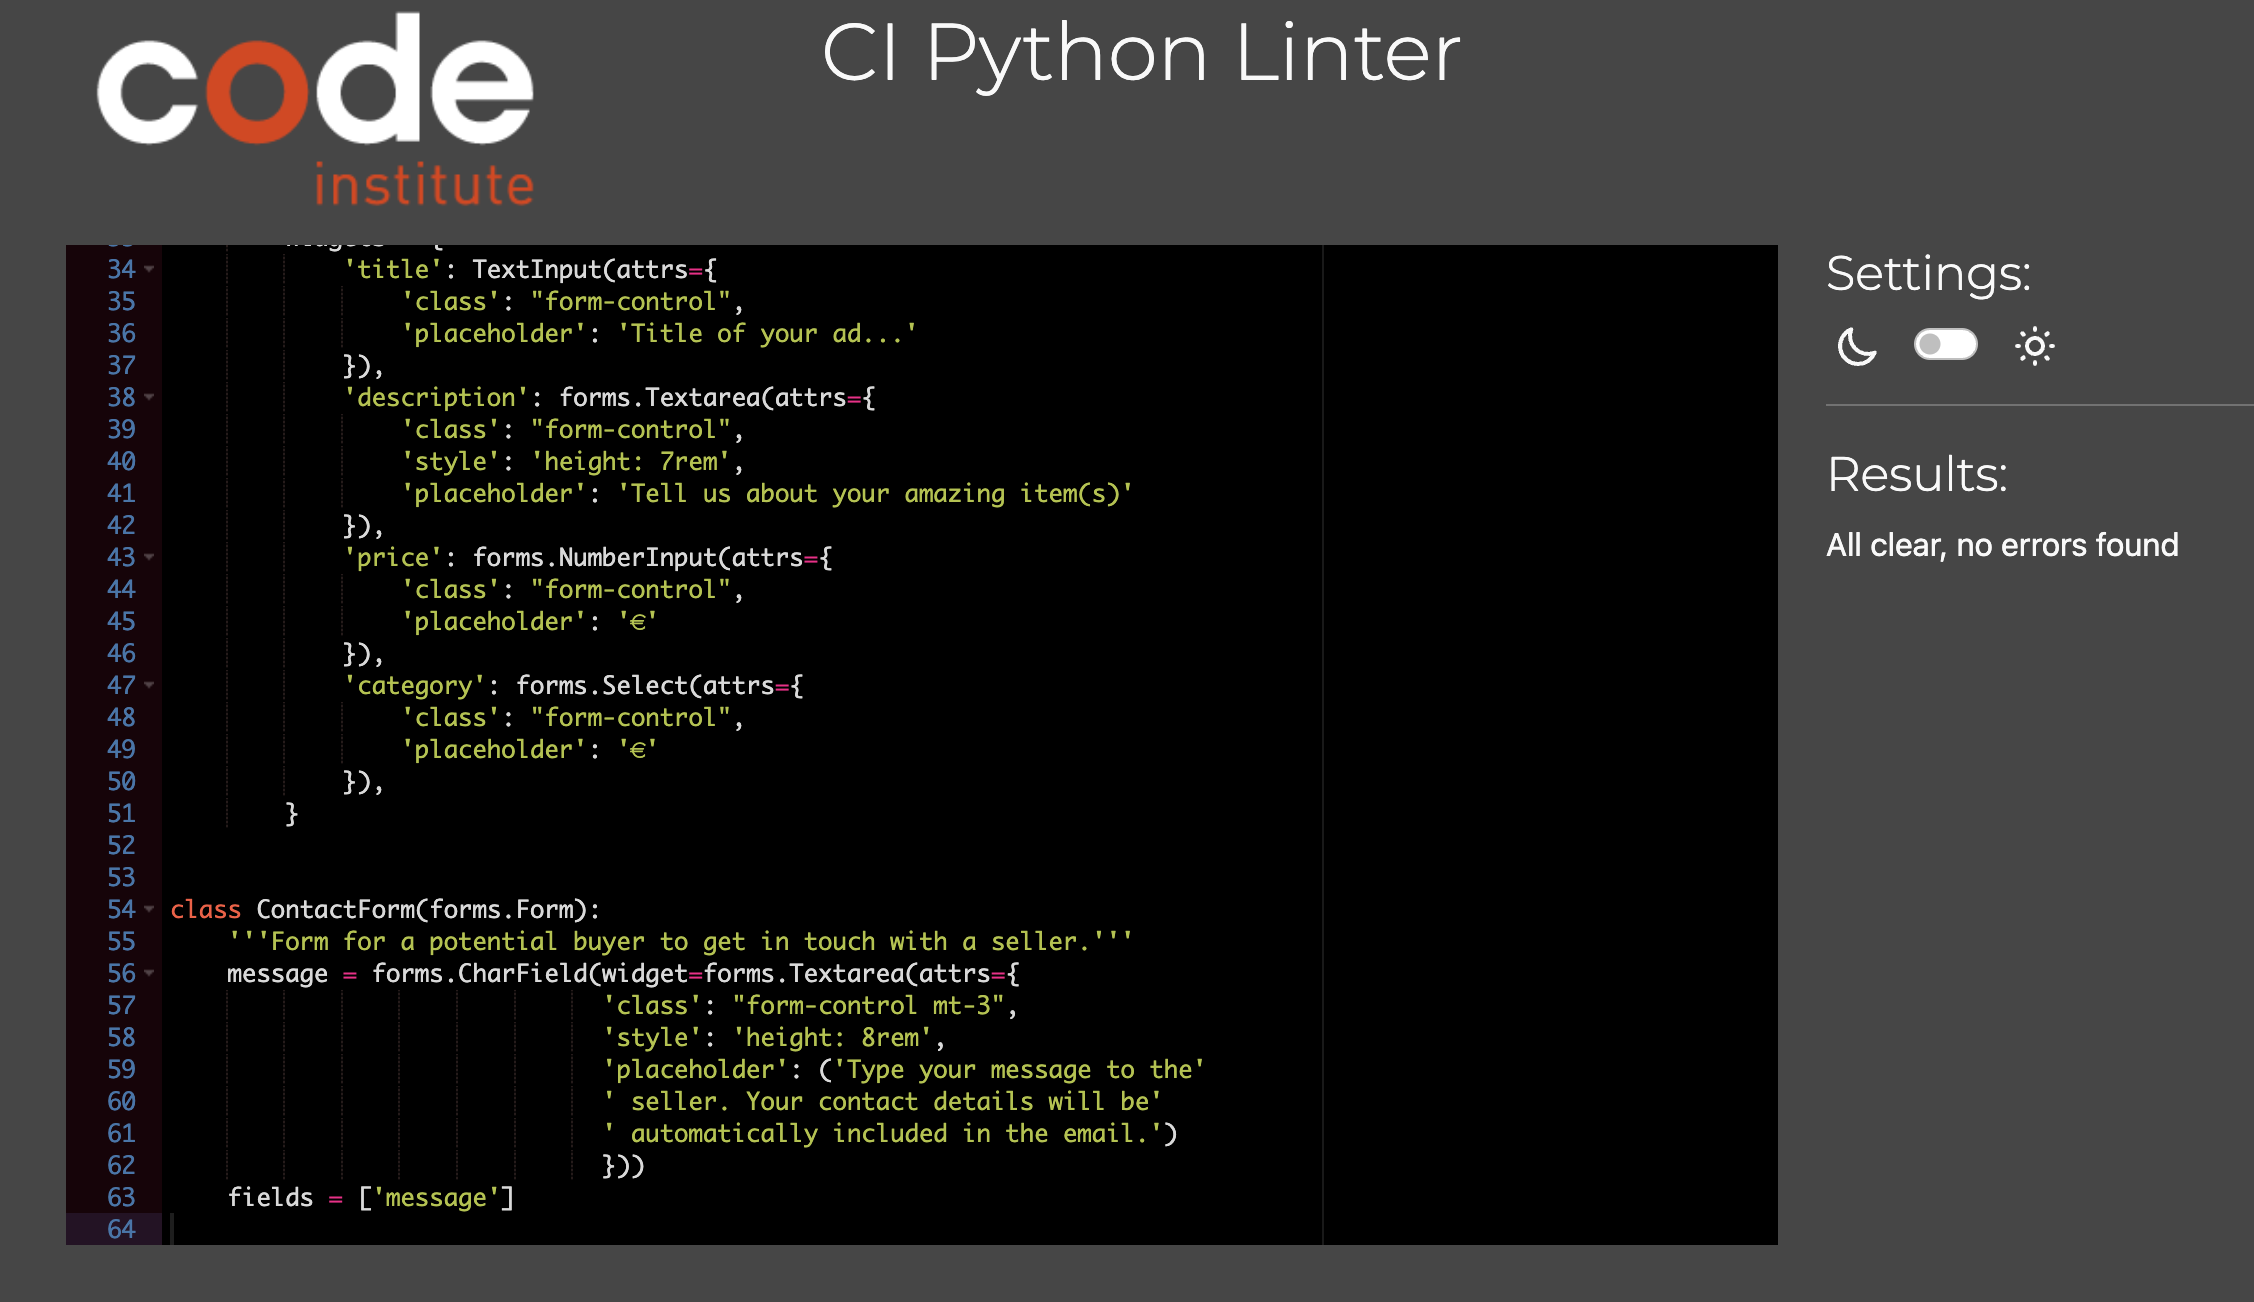 code
institute
CI Python Linter
34 'title': TextInput(attrs={
35 'class': "form-control",
36 'placeholder': 'Title of your ad...'
37 }),
38 'description': forms.Textarea(attrs={
39 'class': "form-control",
40 'style': 'height: 7rem',
41 'placeholder': 'Tell us about your amazing item(s)'
42 }),
43 'price': forms.NumberInput(attrs={
44 'class': "form-control",
45 'placeholder': '€'
46 }),
47 'category': forms.Select(attrs={
48 'class': "form-control",
49 'placeholder': '€'
50 }),
51 }
52
53
54 class ContactForm(forms.Form):
55 '''Form for a potential buyer to get in touch with a seller.'''
56 message = forms.CharField(widget=forms.Textarea(attrs={
57 'class': "form-control mt-3",
58 'style': 'height: 8rem',
59 'placeholder': ('Type your message to the'
60 ' seller. Your contact details will be'
61 ' automatically included in the email.')
62 }))
63 fields = ['message']
64
Settings:
Results:
All clear, no errors found